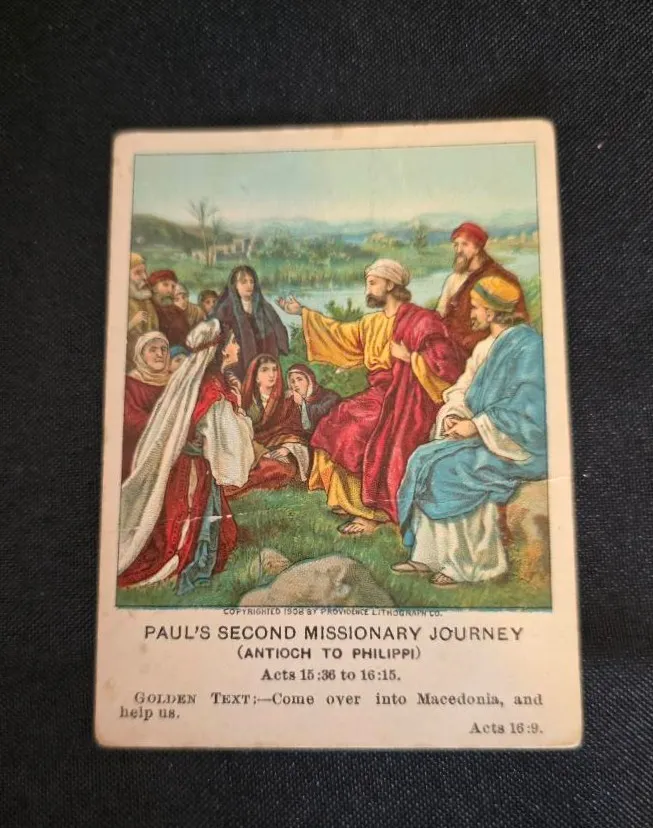 COPYRIGHTED 1908 BY PROVIDENCE LITHOGRAPH CO.
PAUL'S SECOND MISSIONARY JOURNEY
(ANTIOCH TO PHILIPPI)
Acts 15:36 to 16:15.
GOLDEN TEXT:—Come over into Macedonia, and
help us.
Acts 16:9.